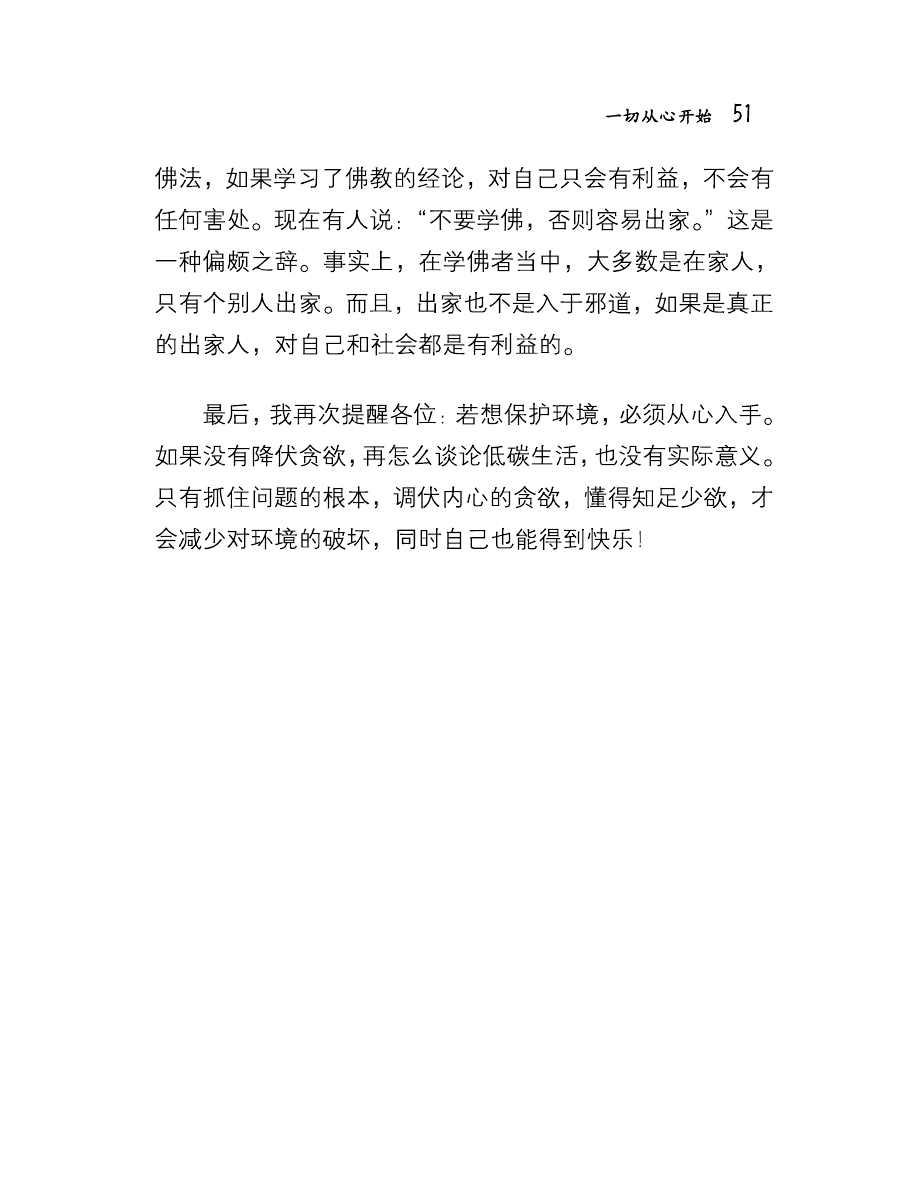 一切从心开始 51
佛法，如果学习了佛教的经论，对自己只会有利益，不会有
任何害处。现在有人说：“不要学佛，否则容易出家。”这是
一种偏颇之辞。事实上，在学佛者当中，大多数是在家人，
只有个别人出家。而且，出家也不是入于邪道，如果是真正
的出家人，对自己和社会都是有利益的。
最后，我再次提醒各位：若想保护环境，必须从心入手。
如果没有降伏贪欲，再怎么谈论低碳生活，也没有实际意义。
只有抓住问题的根本，调伏内心的贪欲，懂得知足少欲，才
会减少对环境的破坏，同时自己也能得到快乐！